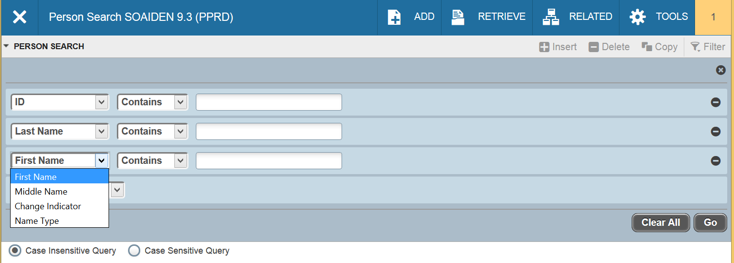 Person Search SOAIDEN 9.3 (PPRD) ADD RETRIEVE RELATED TOOLS 1
PERSON SEARCH Insert Delete Copy Filter
ID Contains
Last Name Contains
First Name Contains
First Name
Middle Name
Change Indicator
Name Type
Clear All Go
Case Insensitive Query Case Sensitive Query